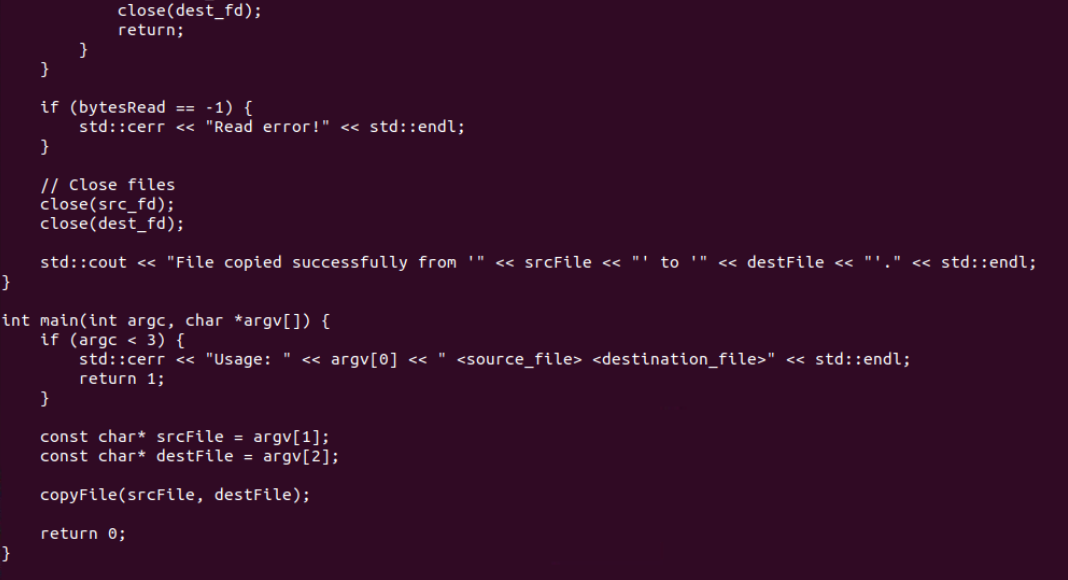 close(dest_fd);
            return;
        }
    }

    if (bytesRead == -1) {
        std::cerr << "Read error!" << std::endl;
    }

    // Close files
    close(src_fd);
    close(dest_fd);

    std::cout << "File copied successfully from '" << srcFile << "' to '" << destFile << "'." << std::endl;
}

int main(int argc, char *argv[]) {
    if (argc < 3) {
        std::cerr << "Usage: " << argv[0] << " <source_file> <destination_file>" << std::endl;
        return 1;
    }

    const char* srcFile = argv[1];
    const char* destFile = argv[2];

    copyFile(srcFile, destFile);

    return 0;
}